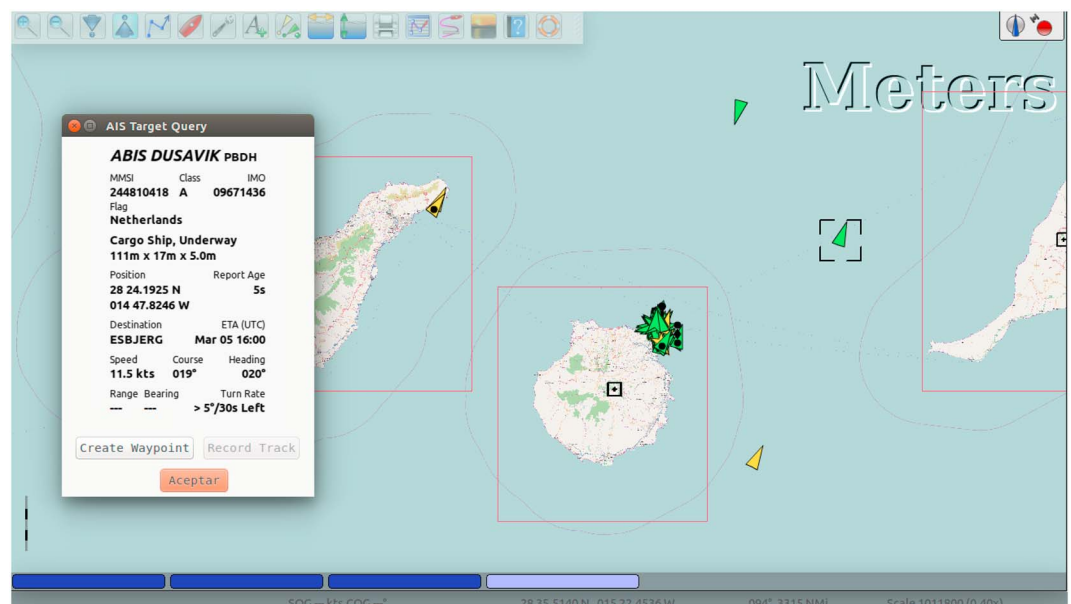 Meters
AIS Target Query
ABIS DUSAVIK PBDH
MMSI Class IMO
244810418 A 09671436
Flag
Netherlands
Cargo Ship, Underway
111m x 17m x 5.0m
Position Report Age
28 24.1925 N 5s
014 47.8246 W
Destination ETA (UTC)
ESBJERG Mar 05 16:00
Speed Course Heading
11.5 kts 019° 020°
Range Bearing Turn Rate
--- --- > 5°/30s Left
Create Waypoint Record Track
Aceptar
SOG --- kts COG ---°